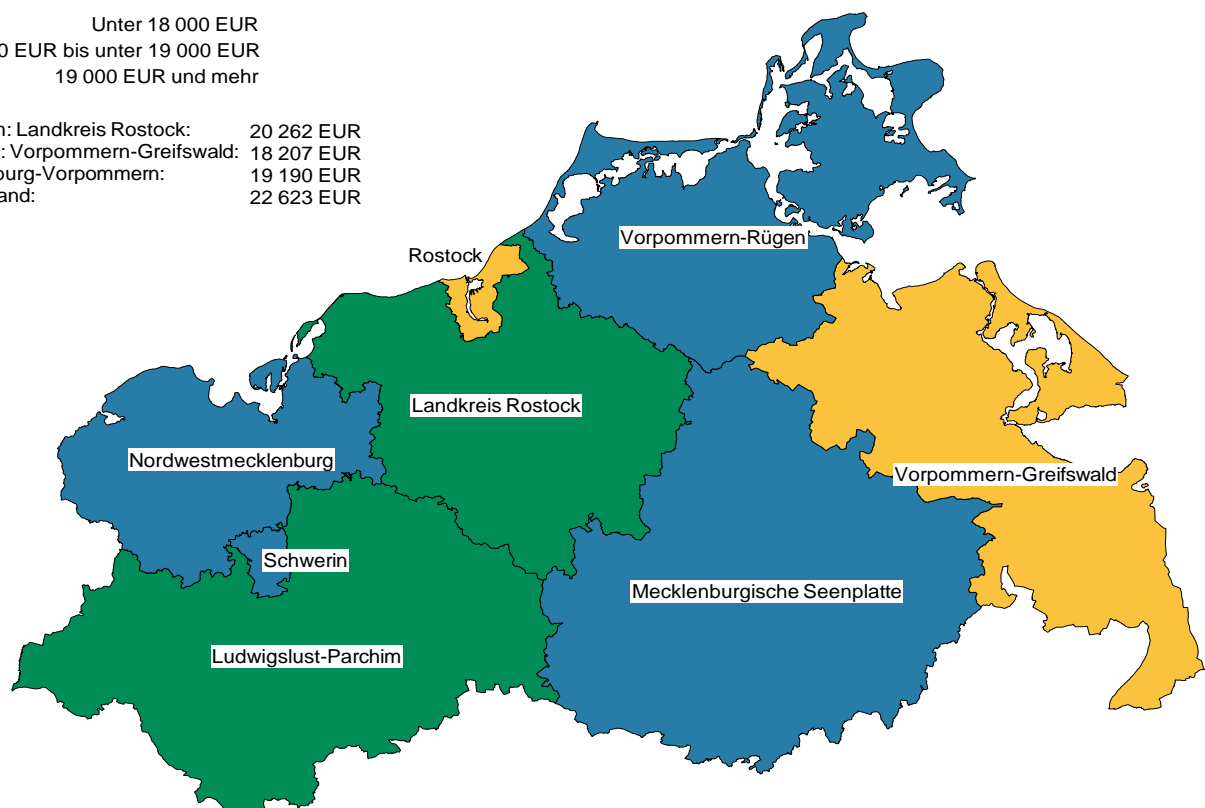 Unter 18 000 EUR
0 EUR bis unter 19 000 EUR
19 000 EUR und mehr
n: Landkreis Rostock: 20 262 EUR
: Vorpommern-Greifswald: 18 207 EUR
ourg-Vorpommern: 19 190 EUR
and: 22 623 EUR
Vorpommern-Rügen
Rostock
Landkreis Rostock
Nordwestmecklenburg
Vorpommern-Greifswald
Schwerin
Mecklenburgische Seenplatte
Ludwigslust-Parchim